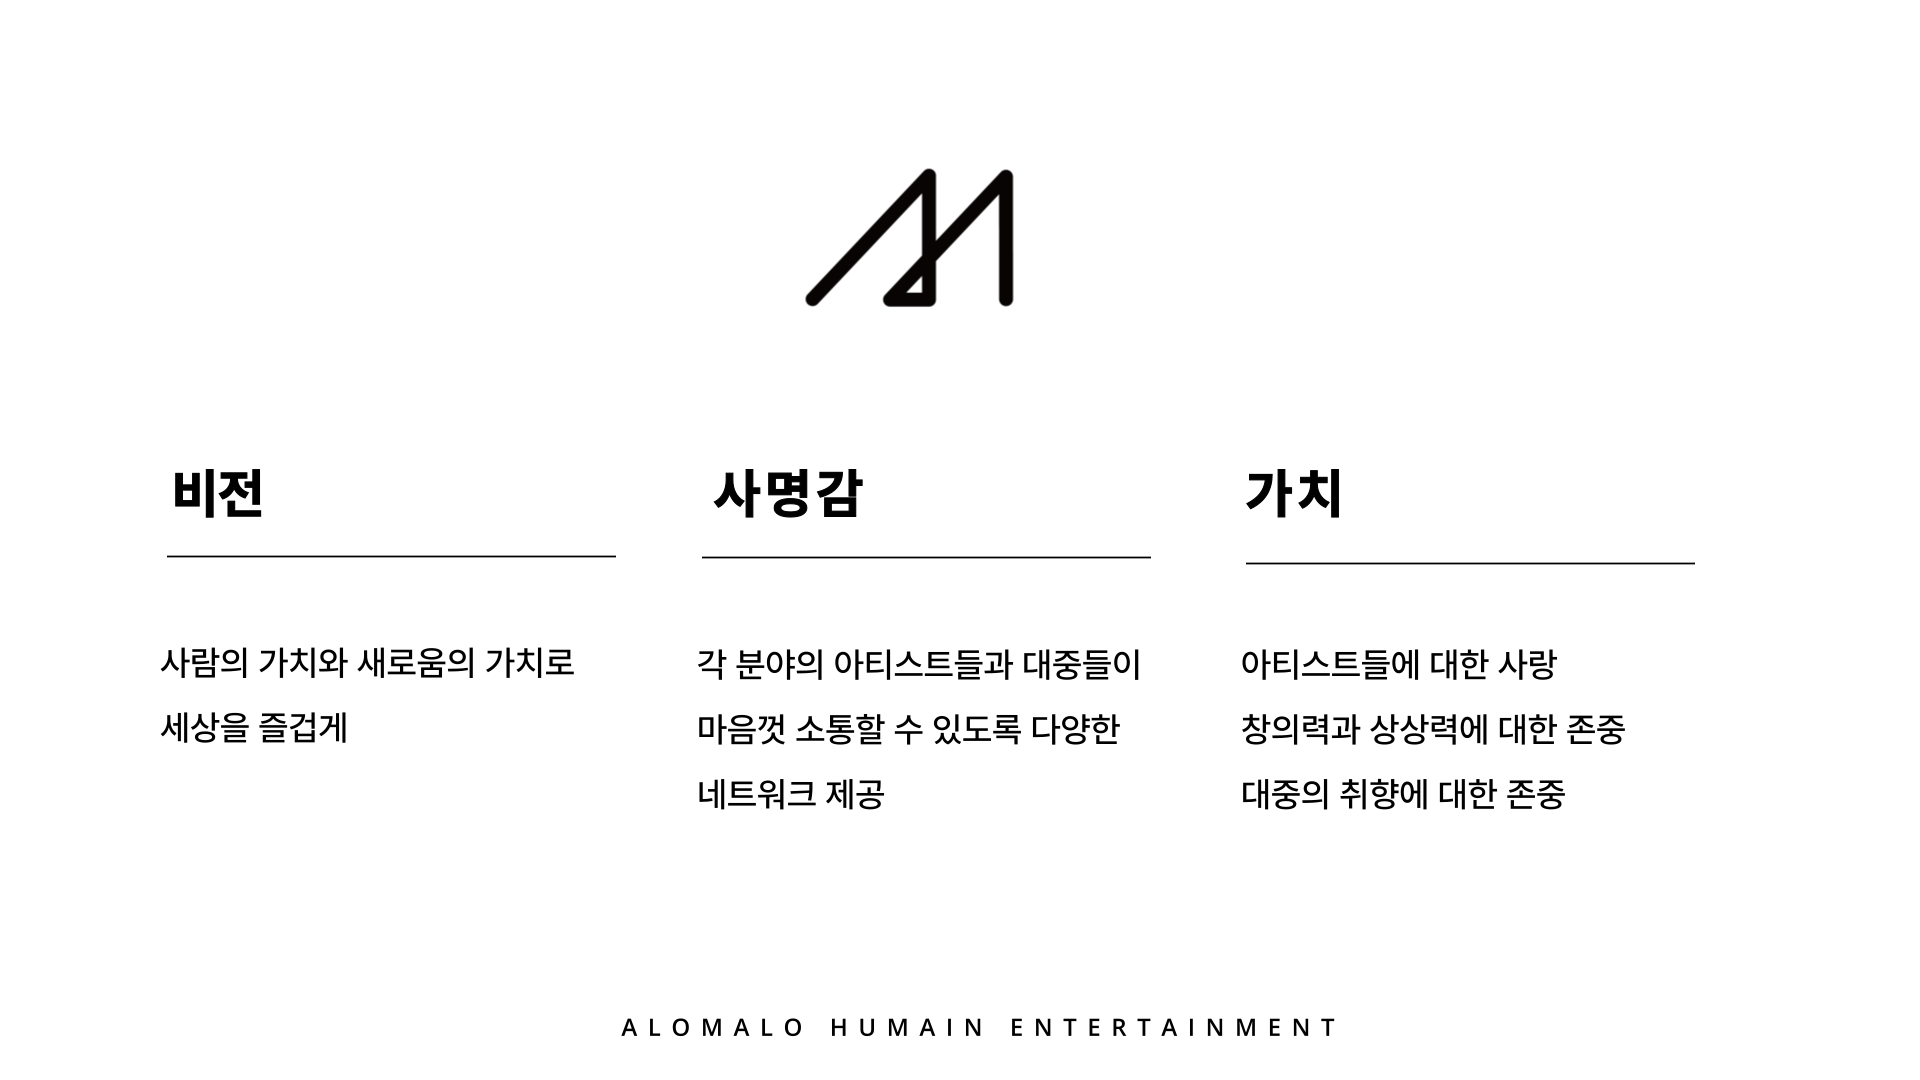 비전
사람의 가치와 새로움의 가치로
세상을 즐겁게
사명감
각 분야의 아티스트들과 대중들이
마음껏 소통할 수 있도록 다양한
네트워크 제공
가치
아티스트들에 대한 사랑
창의력과 상상력에 대한 존중
대중의 취향에 대한 존중
ALOMALO HUMAIN ENTERTAINMENT